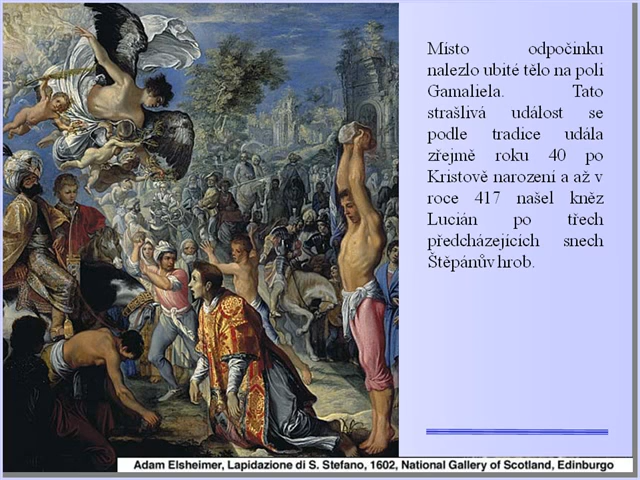 Místo odpočinku
nalezlo ubité tělo na poli
Gamaliela. Tato
strašlivá událost se
podle tradice udála
zřejmě roku 40 po
Kristově narození a až v
roce 417 našel kněz
Lucián po třech
předcházejících snech
Štěpánův hrob.
Adam Elsheimer, Lapidazione di S. Stefano, 1602, National Gallery of Scotland, Edinburgo